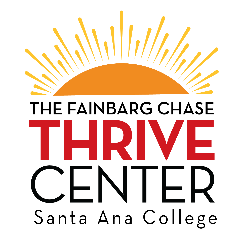 THE FAINBARG CHASE
THRIVE
CENTER
Santa Ana College